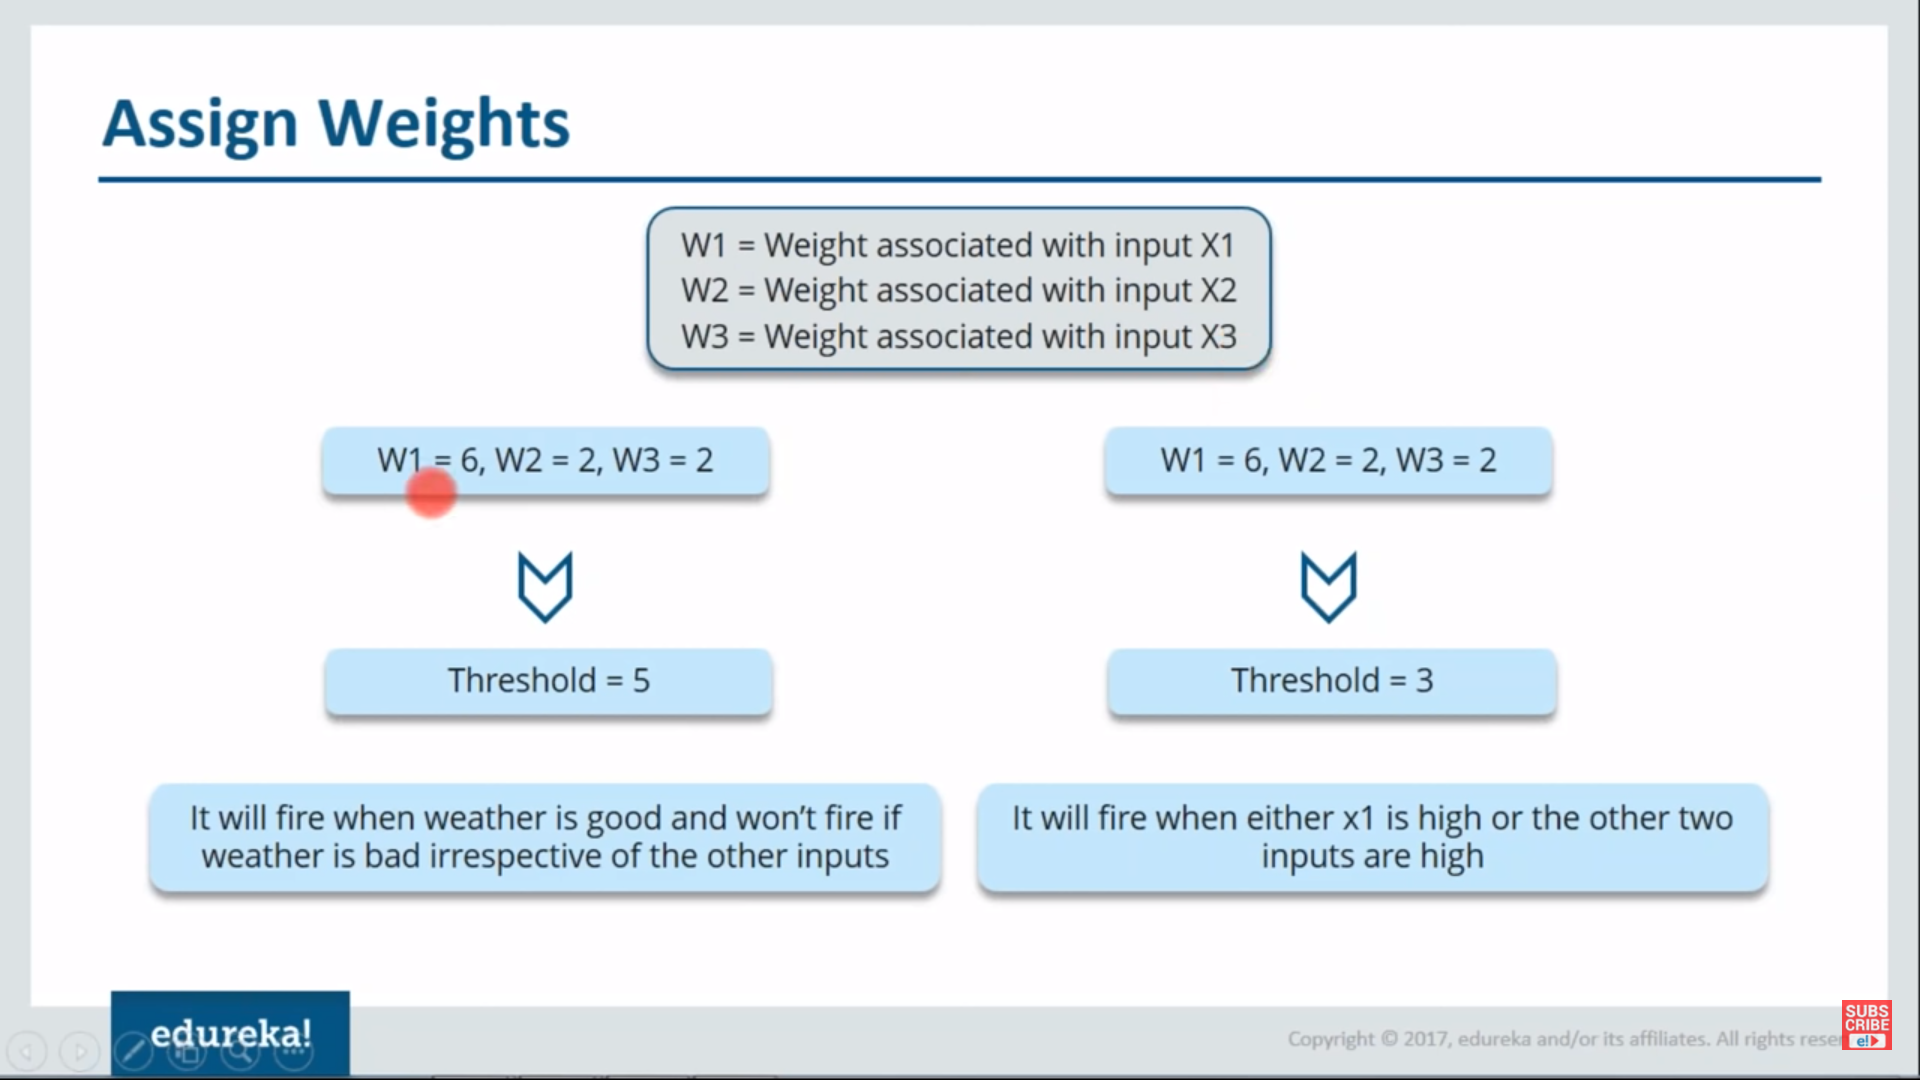 Assign Weights
W1 = Weight associated with input X1
W2 = Weight associated with input X2
W3 = Weight associated with input X3
W1 = 6, W2 = 2, W3 = 2
W1 = 6, W2 = 2, W3 = 2
Threshold = 5
Threshold = 3
It will fire when weather is good and won’t fire if
weather is bad irrespective of the other inputs
It will fire when either x1 is high or the other two
inputs are high
edureka!
Copyright © 2017, edureka and/or its affiliates. All rights
SUBS
CRIBE
e!